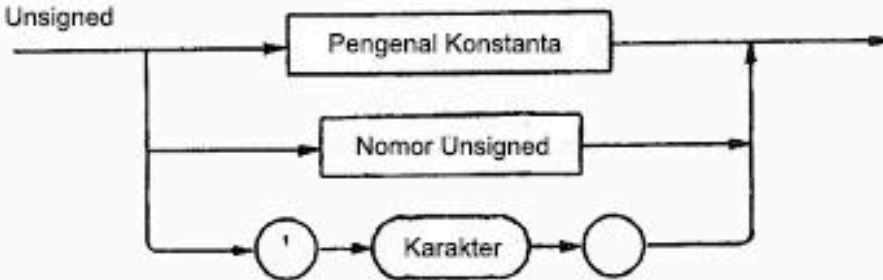 Unsigned
Pengenal Konstanta
Nomor Unsigned
' Karakter